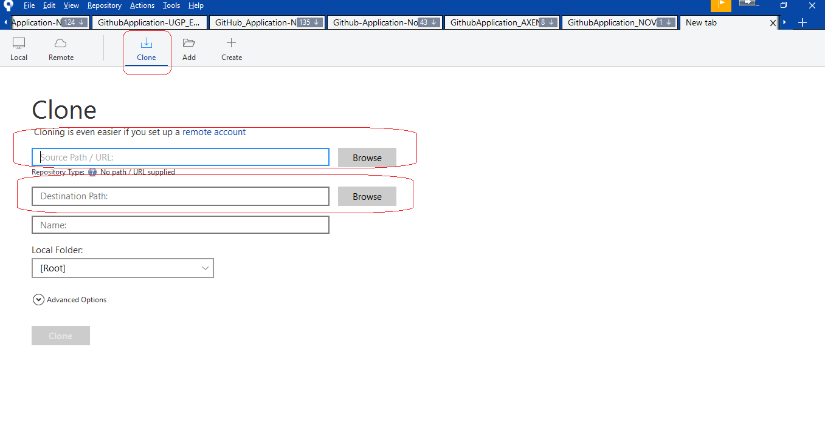 File Edit View Repository Actions Tools Help
Application-N 124 GithubApplication-UGP_E... GitHub_Application-N 135 Github-Application-No 43 GithubApplication_AXEN 8 GithubApplication_NOV 1 New tab
Local Remote Clone Add Create
Clone
Cloning is even easier if you set up a remote account
Source Path / URL: Browse
Repository Type: No path / URL supplied
Destination Path: Browse
Name:
Local Folder:
[Root]
Advanced Options
Clone